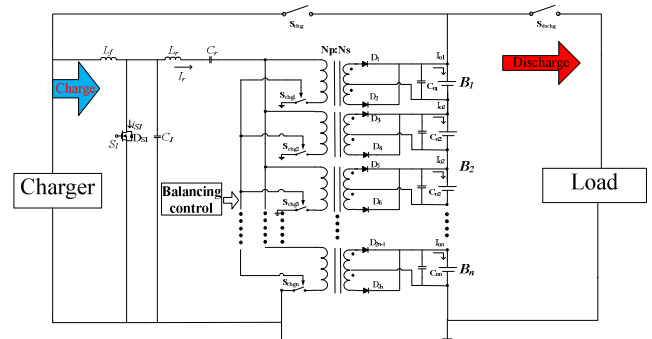 Schg
Sdischg
Lf
Lr
Cr
Np:Ns
D1
Io1
Ir
Charge
Discharge
Schg1
Co1
B1
D2
Io2
iS1
S1
DS1
C1
D3
Schg2
Co2
D4
Io2
B2
D5
Charger
Balancing
control
Schg3
Co2
D6
Load
D2n-1
Ion
Con
Bn
Schgn
D2n